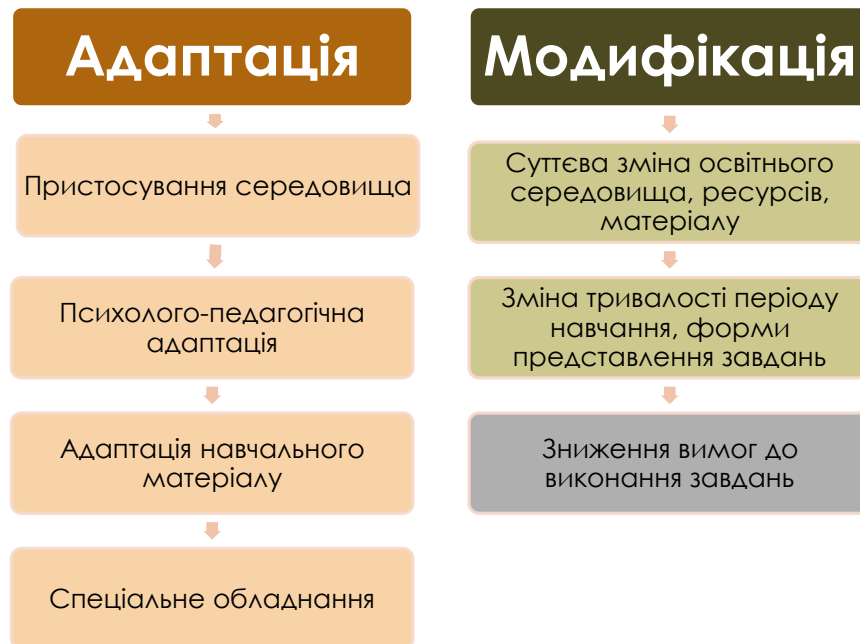 Адаптація
Пристосування середовища
Психолого-педагогічна
адаптація
Адаптація навчального
матеріалу
Спеціальне обладнання
Модифікація
Суттєва зміна освітнього
середовища, ресурсів,
матеріалу
Зміна тривалості періоду
навчання, форми
представлення завдань
Зниження вимог до
виконання завдань